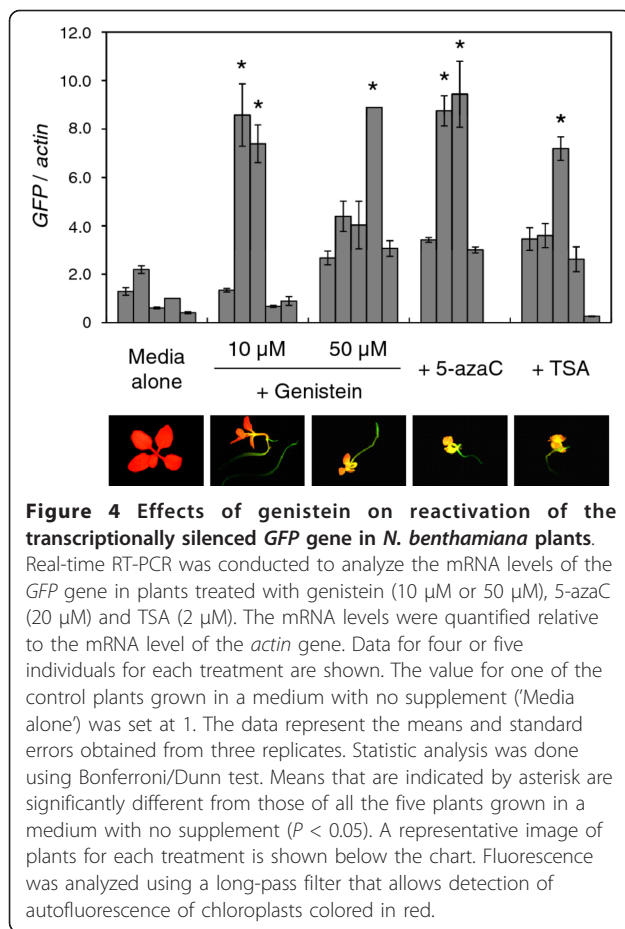 12.0
10.0
8.0
6.0
4.0
2.0
0
GFP / actin
* * * * * *
Media alone
10 µM 50 µM
+ Genistein
+ 5-azaC
+ TSA
Figure 4 Effects of genistein on reactivation of the
transcriptionally silenced GFP gene in N. benthamiana plants.
Real-time RT-PCR was conducted to analyze the mRNA levels of the
GFP gene in plants treated with genistein (10 µM or 50 µM), 5-azaC
(20 µM) and TSA (2 µM). The mRNA levels were quantified relative
to the mRNA level of the actin gene. Data for four or five
individuals for each treatment are shown. The value for one of the
control plants grown in a medium with no supplement ('Media
alone') was set at 1. The data represent the means and standard
errors obtained from three replicates. Statistic analysis was done
using Bonferroni/Dunn test. Means that are indicated by asterisk are
significantly different from those of all the five plants grown in a
medium with no supplement (P < 0.05). A representative image of
plants for each treatment is shown below the chart. Fluorescence
was analyzed using a long-pass filter that allows detection of
autofluorescence of chloroplasts colored in red.